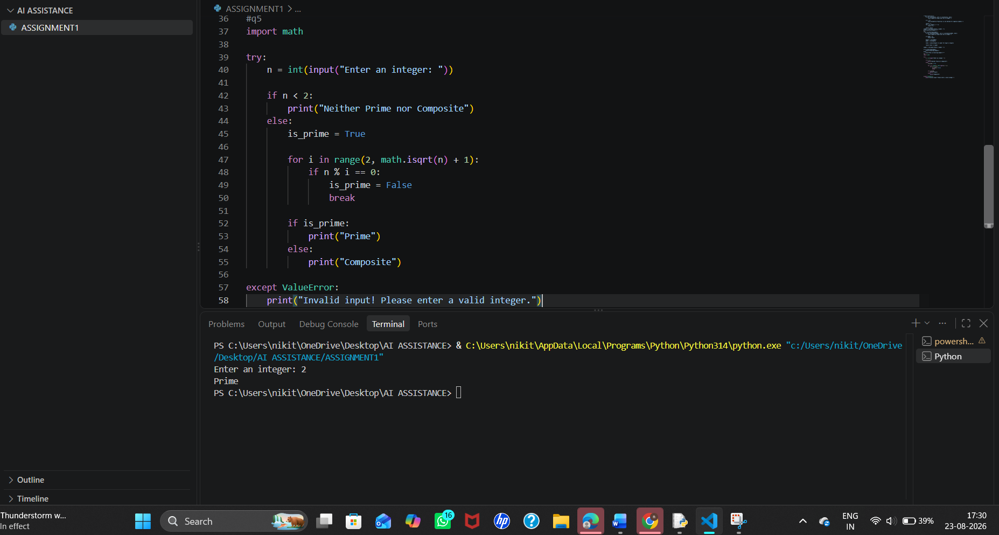 AI ASSISTANCE
ASSIGNMENT1
Outline
Timeline
ASSIGNMENT1 > ...
36 #q5
37 import math
38
39 try:
40 n = int(input("Enter an integer: "))
41
42 if n < 2:
43 print("Neither Prime nor Composite")
44 else:
45 is_prime = True
46
47 for i in range(2, math.isqrt(n) + 1):
48 if n % i == 0:
49 is_prime = False
50 break
51
52 if is_prime:
53 print("Prime")
54 else:
55 print("Composite")
56
57 except ValueError:
58 print("Invalid input! Please enter a valid integer.")
Problems Output Debug Console Terminal Ports
PS C:\Users\nikit\OneDrive\Desktop\AI ASSISTANCE> & C:\Users\nikit\AppData\Local\Programs\Python\Python314\python.exe "c:/Users/nikit/OneDrive
/Desktop/AI ASSISTANCE/ASSIGNMENT1"
Enter an integer: 2
Prime
PS C:\Users\nikit\OneDrive\Desktop\AI ASSISTANCE>
powersh...
Python
Thunderstorm w...
In effect
Search
16
hp
ENG
IN
39%
17:30
23-08-2026